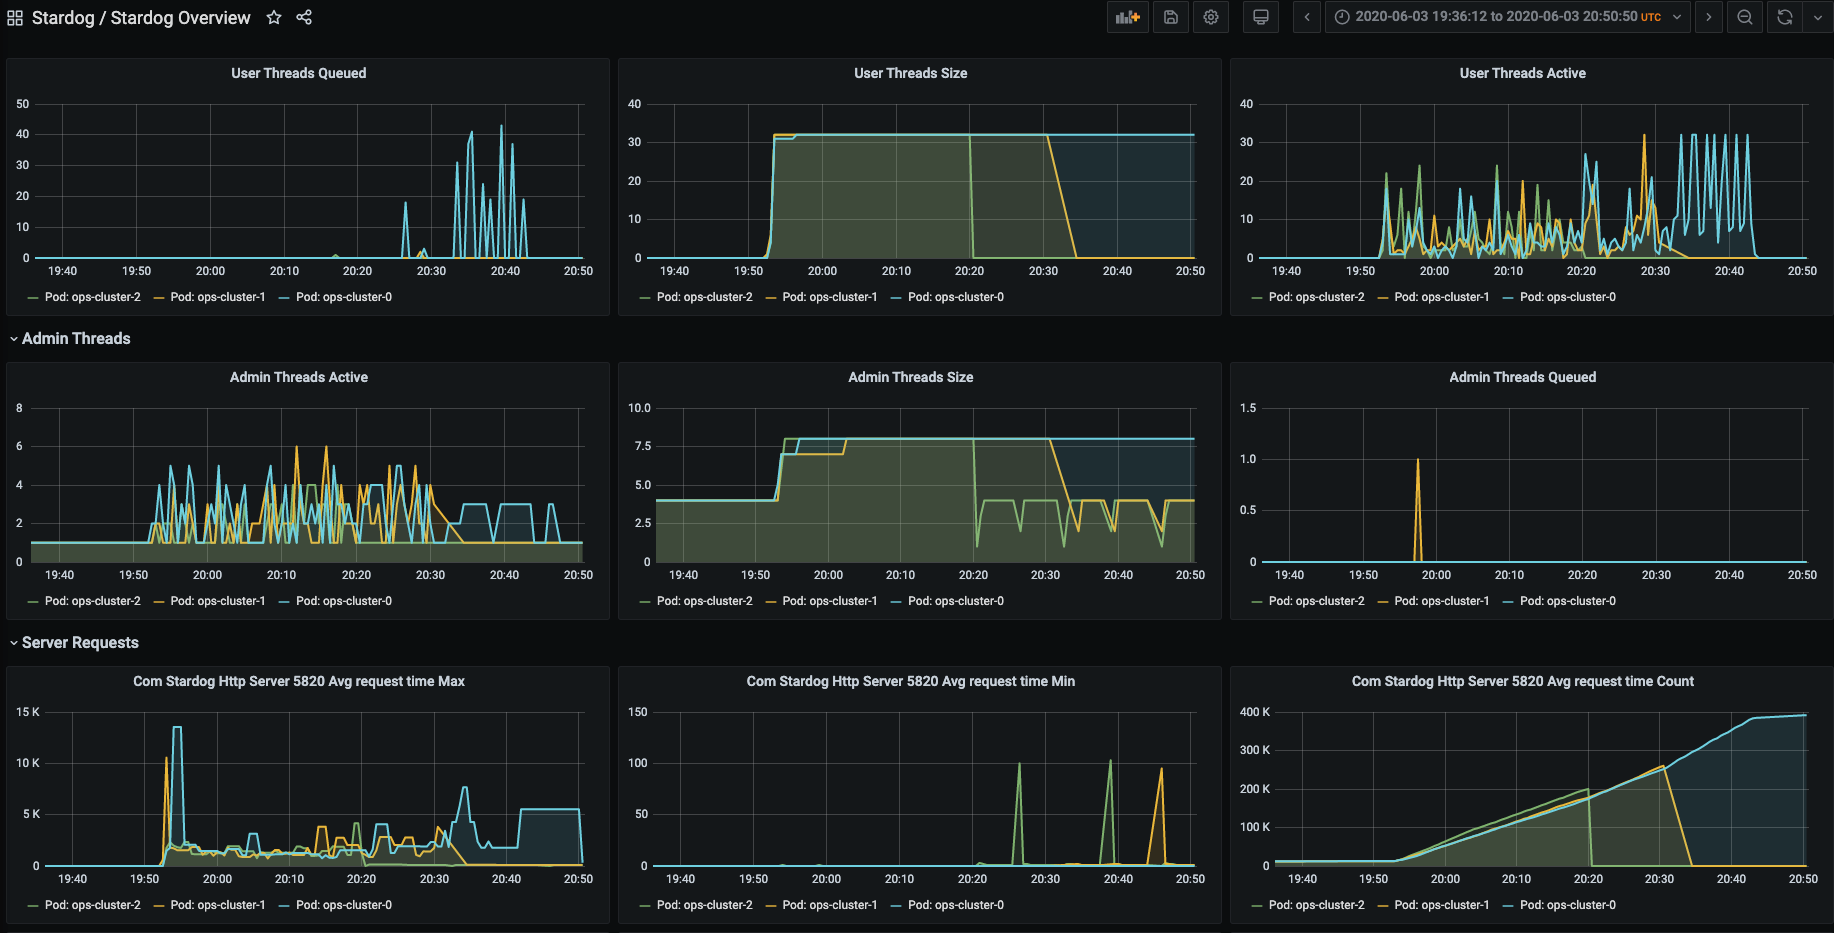 Stardog / Stardog Overview
2020-06-03 19:36:12 to 2020-06-03 20:50:50 UTC
User Threads Queued
50
40
30
20
10
0
19:40 19:50 20:00 20:10 20:20 20:30 20:40 20:50
Pod: ops-cluster-2 Pod: ops-cluster-1 Pod: ops-cluster-0
User Threads Size
40
30
20
10
0
19:40 19:50 20:00 20:10 20:20 20:30 20:40 20:50
Pod: ops-cluster-2 Pod: ops-cluster-1 Pod: ops-cluster-0
User Threads Active
40
30
20
10
0
19:40 19:50 20:00 20:10 20:20 20:30 20:40 20:50
Pod: ops-cluster-2 Pod: ops-cluster-1 Pod: ops-cluster-0
Admin Threads
Admin Threads Active
8
6
4
2
0
19:40 19:50 20:00 20:10 20:20 20:30 20:40 20:50
Pod: ops-cluster-2 Pod: ops-cluster-1 Pod: ops-cluster-0
Admin Threads Size
10.0
7.5
5.0
2.5
0
19:40 19:50 20:00 20:10 20:20 20:30 20:40 20:50
Pod: ops-cluster-2 Pod: ops-cluster-1 Pod: ops-cluster-0
Admin Threads Queued
1.5
1.0
0.5
0
19:40 19:50 20:00 20:10 20:20 20:30 20:40 20:50
Pod: ops-cluster-2 Pod: ops-cluster-1 Pod: ops-cluster-0
Server Requests
Com Stardog Http Server 5820 Avg request time Max
15 K
10 K
5 K
0
19:40 19:50 20:00 20:10 20:20 20:30 20:40 20:50
Pod: ops-cluster-2 Pod: ops-cluster-1 Pod: ops-cluster-0
Com Stardog Http Server 5820 Avg request time Min
150
100
50
0
19:40 19:50 20:00 20:10 20:20 20:30 20:40 20:50
Pod: ops-cluster-2 Pod: ops-cluster-1 Pod: ops-cluster-0
Com Stardog Http Server 5820 Avg request time Count
400 K
300 K
200 K
100 K
0
19:40 19:50 20:00 20:10 20:20 20:30 20:40 20:50
Pod: ops-cluster-2 Pod: ops-cluster-1 Pod: ops-cluster-0